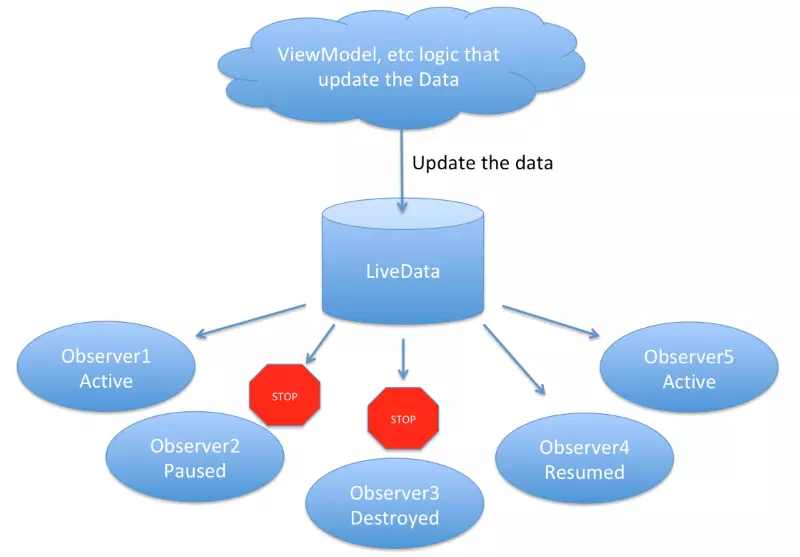 ViewModel, etc logic that
update the Data
Update the data
LiveData
Observer1
Active
STOP
Observer2
Paused
STOP
Observer3
Destroyed
Observer4
Resumed
Observer5
Active